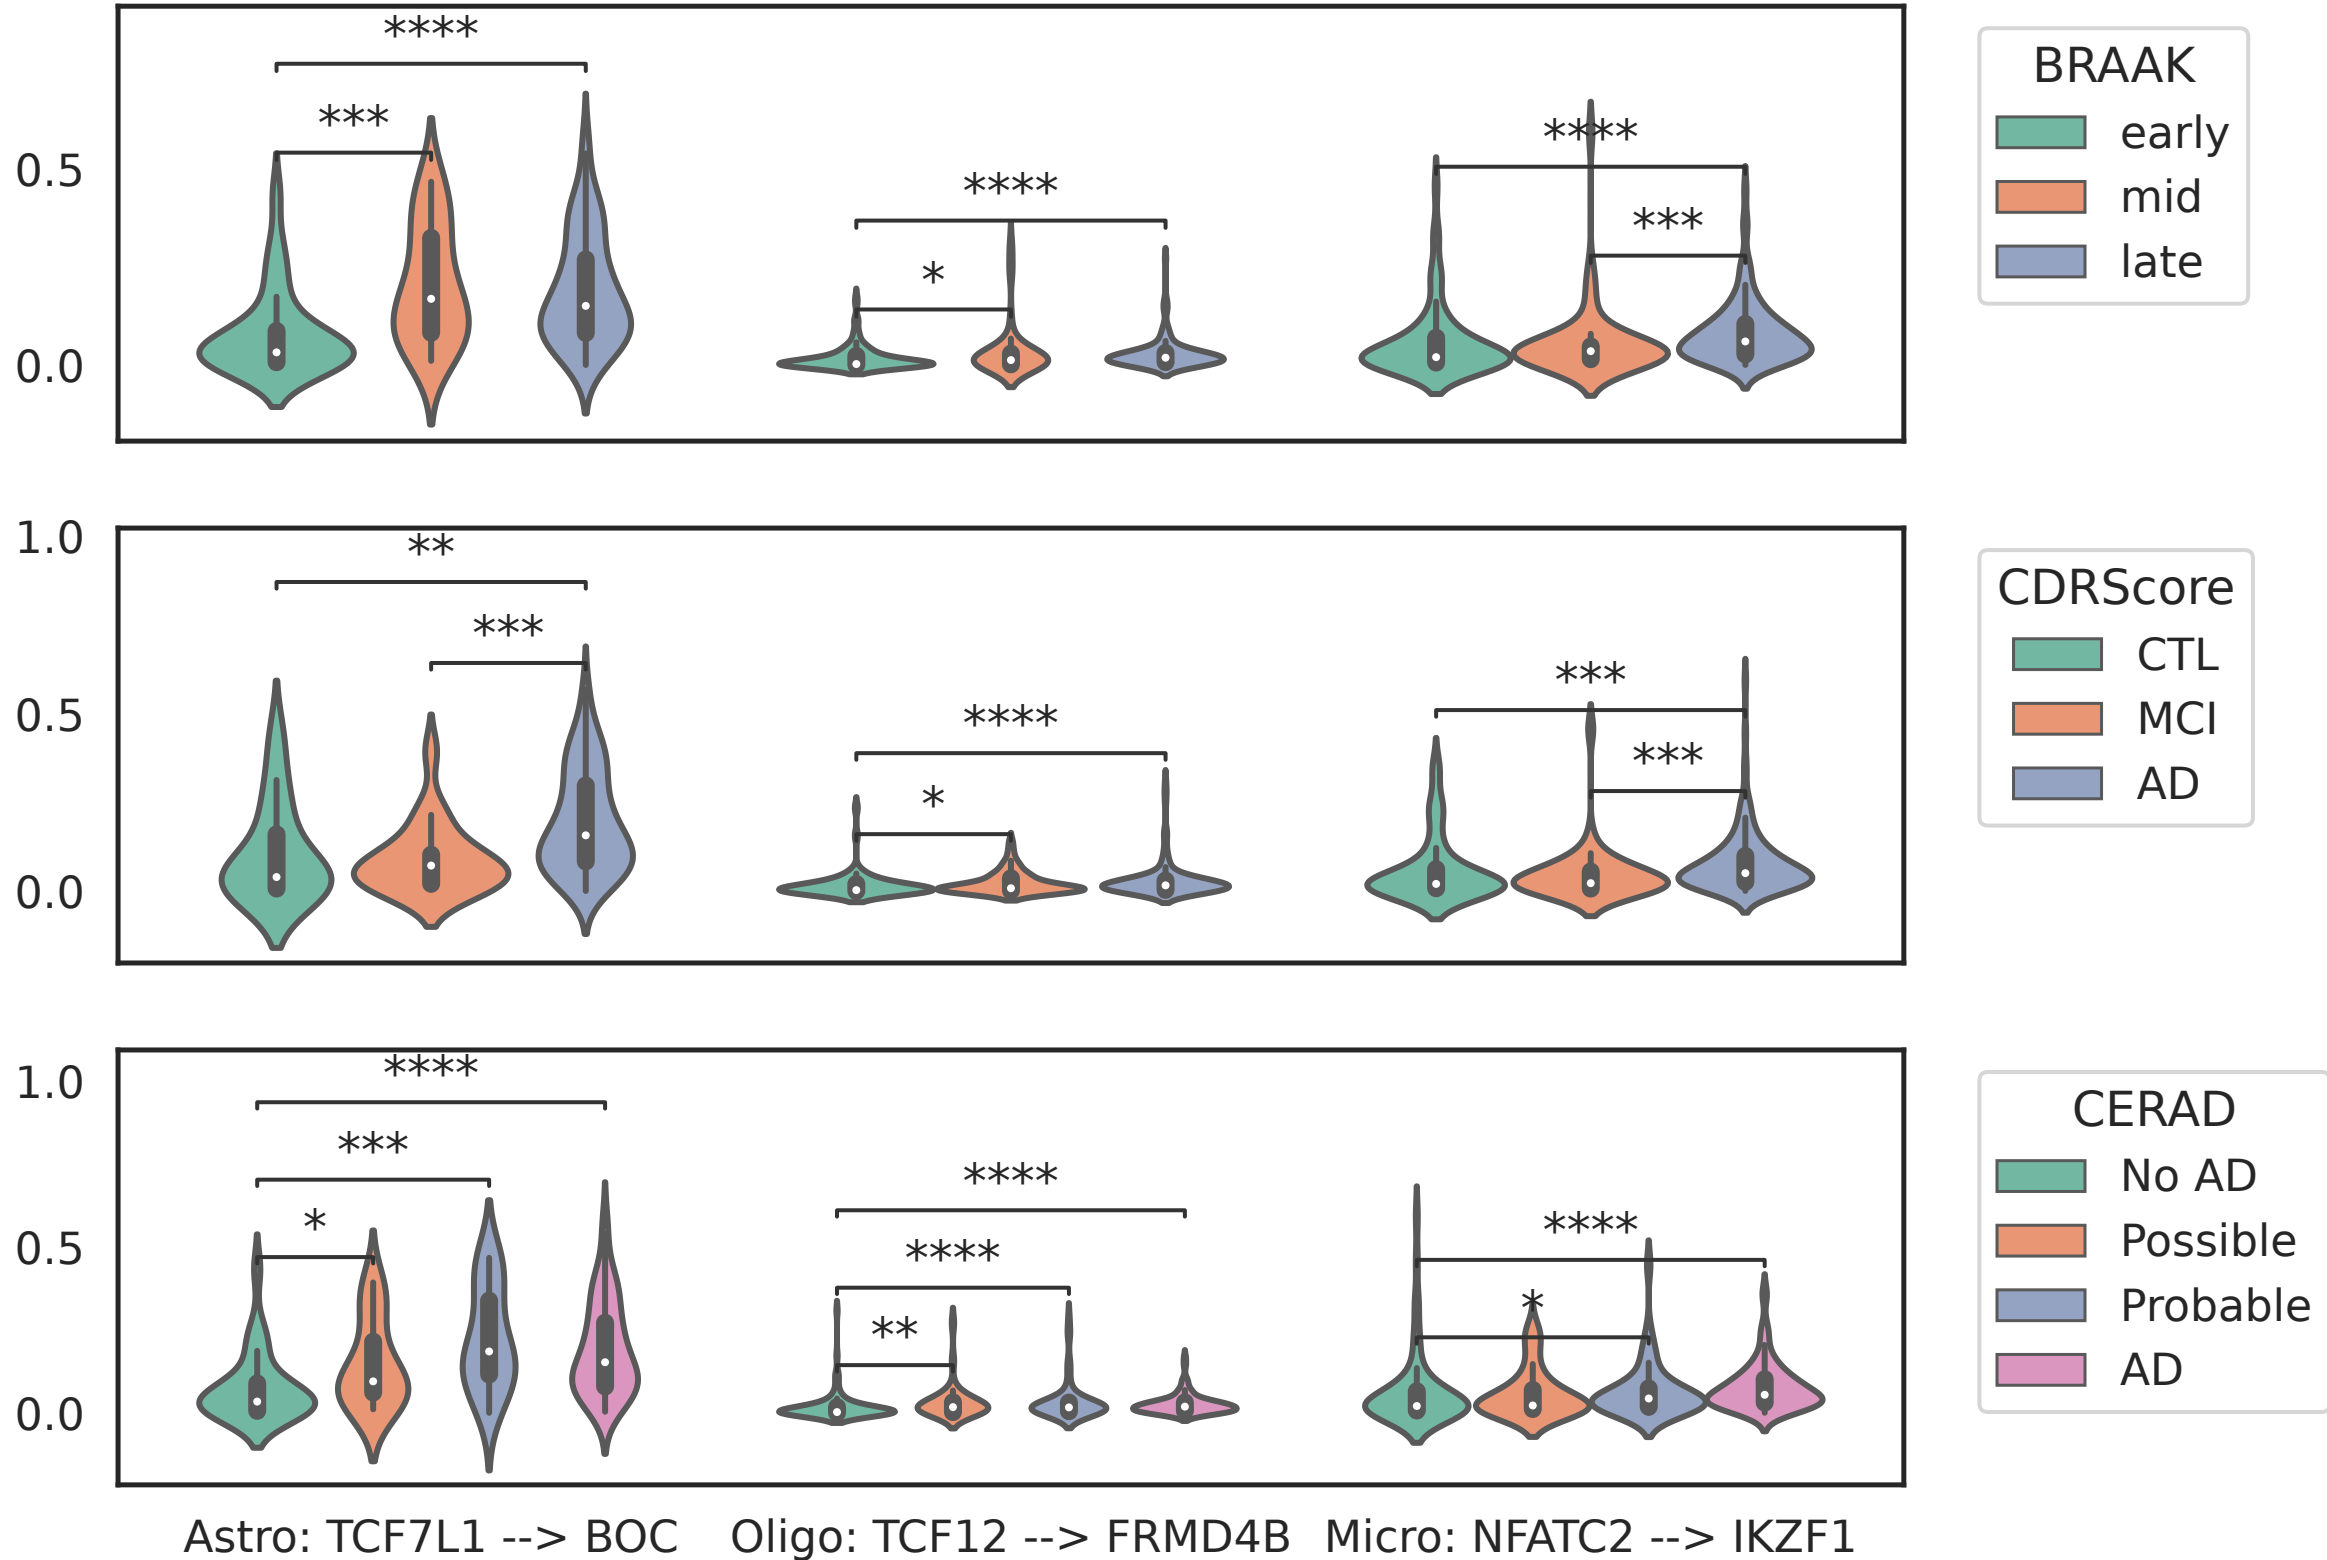 ****
***
0.5
0.0
****
*
****
***
BRAAK
early
mid
late
1.0
0.5
0.0
**
***
****
*
***
***
CDRScore
CTL
MCI
AD
1.0
0.5
0.0
****
***
*
****
****
**
****
*
CERAD
No AD
Possible
Probable
AD
Astro: TCF7L1 --> BOC
Oligo: TCF12 --> FRMD4B
Micro: NFATC2 --> IKZF1